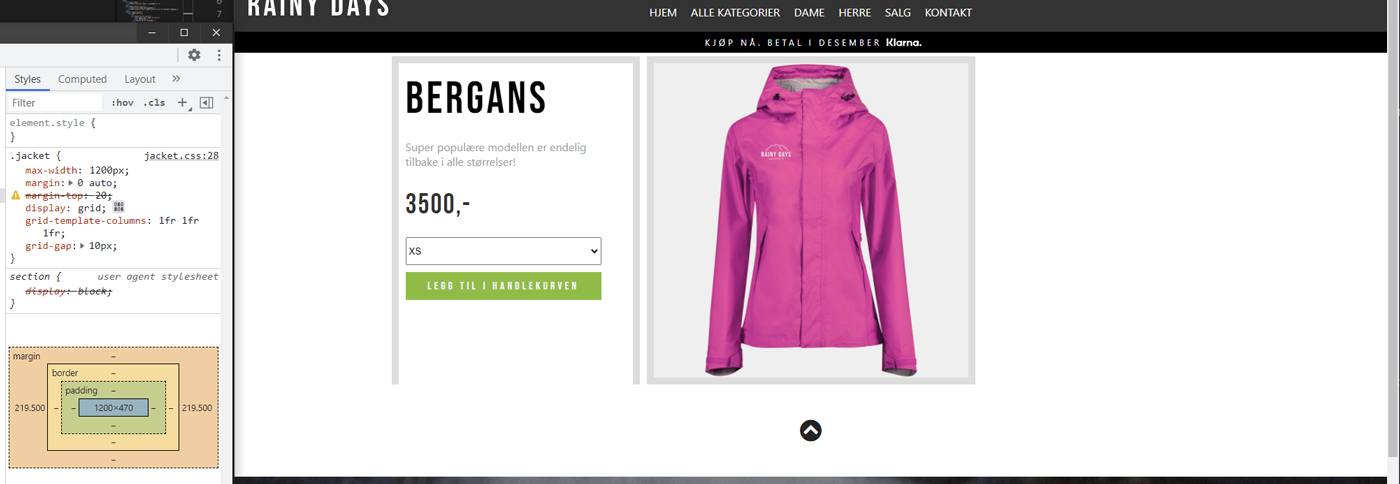 6
7
RAINY DAYS
HJEM ALLE KATEGORIER DAME HERRE SALG KONTAKT
KJØP NÅ. BETAL I DESEMBER Klarna.
Styles Computed Layout »
Filter :hov .cls +
element.style {
}
.jacket { jacket.css:28
max-width: 1200px;
margin: 0 auto;
margin-top: 20;
display: grid;
grid-template-columns: 1fr 1fr
1fr;
grid-gap: 10px;
}
section { user agent stylesheet
display: block;
}
margin –
border –
padding –
219.500 – – 1200×470 – – 219.500
–
–
–
BERGANS
Super populære modellen er endelig
tilbake i alle størrelser!
3500,-
XS
LEGG TIL I HANDLEKURVEN
RAINY DAYS